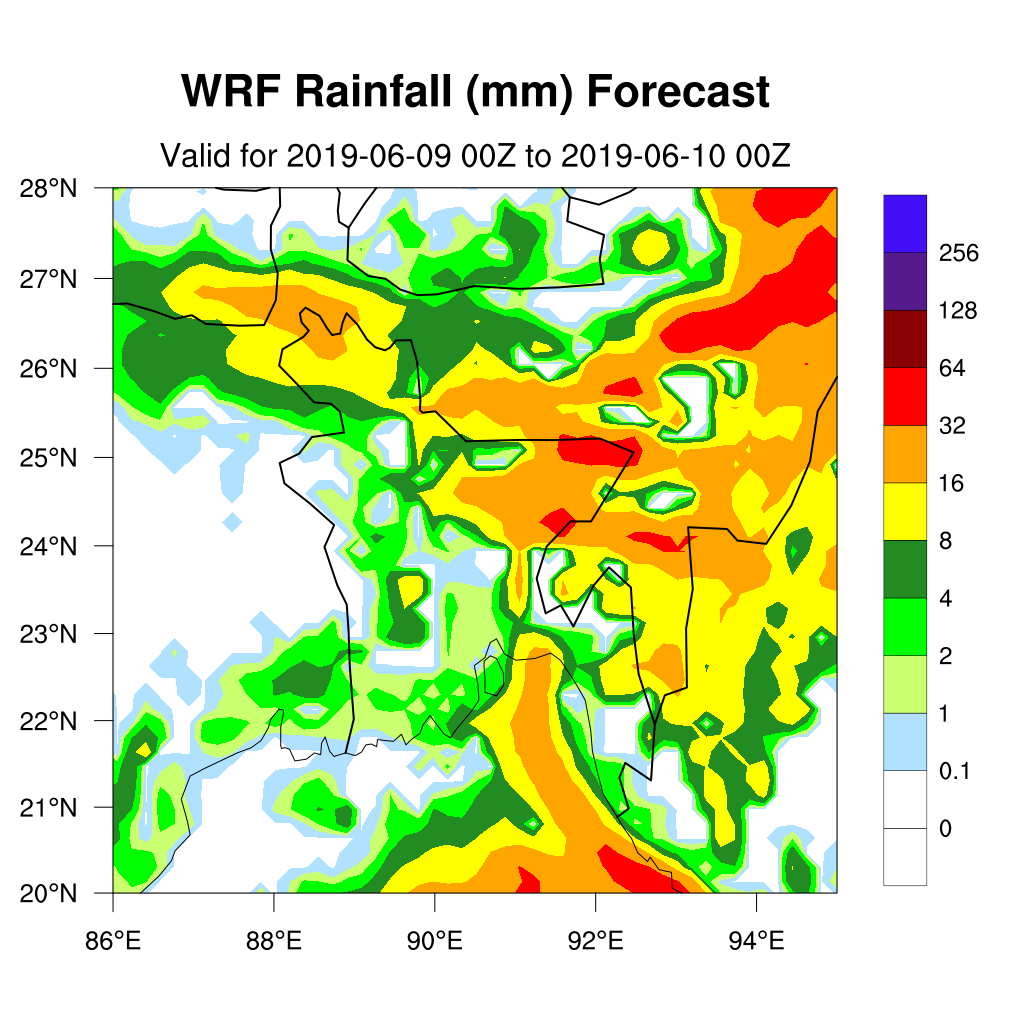 WRF Rainfall (mm) Forecast
Valid for 2019-06-09 00Z to 2019-06-10 00Z
28°N
27°N
26°N
25°N
24°N
23°N
22°N
21°N
20°N
86°E 88°E 90°E 92°E 94°E
256
128
64
32
16
8
4
2
1
0.1
0